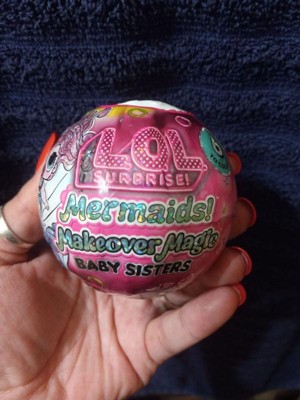 L.O.L.
SURPRISE!
Mermaids!
Makeover Magic
BABY SISTERS